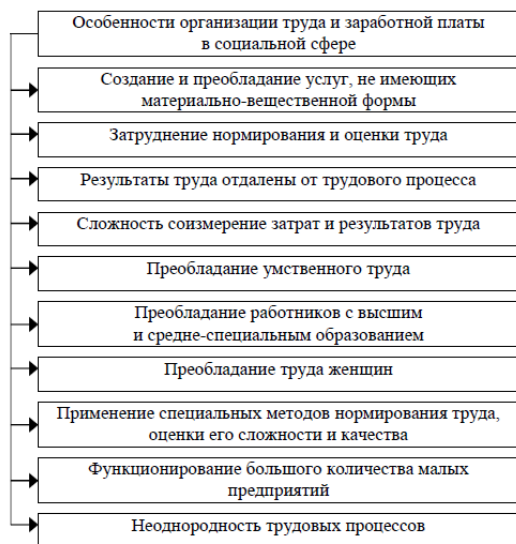 Особенности организации труда и заработной платы
в социальной сфере
Создание и преобладание услуг, не имеющих
материально-вещественной формы
Затруднение нормирования и оценки труда
Результаты труда отдалены от трудового процесса
Сложность соизмерение затрат и результатов труда
Преобладание умственного труда
Преобладание работников с высшим
и средне-специальным образованием
Преобладание труда женщин
Применение специальных методов нормирования труда,
оценки его сложности и качества
Функционирование большого количества малых
предприятий
Неоднородность трудовых процессов